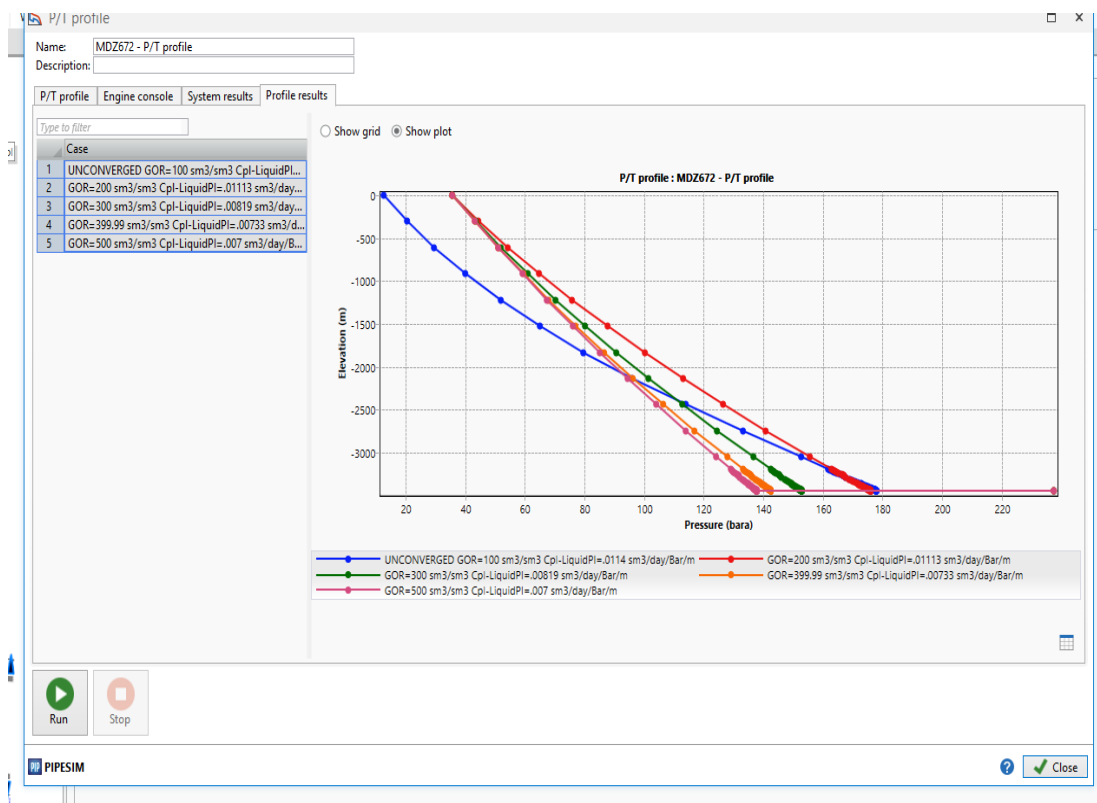 P/T profile
Name: MDZ672 - P/T profile
Description:
P/T profile Engine console System results Profile results
Type to filter
Show grid Show plot
Case
1 UNCONVERGED GOR=100 sm3/sm3 Cpl-LiquidPI...
2 GOR=200 sm3/sm3 Cpl-LiquidPI=.01113 sm3/day...
3 GOR=300 sm3/sm3 Cpl-LiquidPI=.00819 sm3/day...
4 GOR=399.99 sm3/sm3 Cpl-LiquidPI=.00733 sm3/d...
5 GOR=500 sm3/sm3 Cpl-LiquidPI=.007 sm3/day/B...
P/T profile : MDZ672 - P/T profile
0
-500
-1000
-1500
-2000
-2500
-3000
Elevation (m)
20 40 60 80 100 120 140 160 180 200 220
Pressure (bara)
UNCONVERGED GOR=100 sm3/sm3 Cpl-LiquidPI=.0114 sm3/day/Bar/m GOR=200 sm3/sm3 Cpl-LiquidPI=.01113 sm3/day/Bar/m
GOR=300 sm3/sm3 Cpl-LiquidPI=.00819 sm3/day/Bar/m GOR=399.99 sm3/sm3 Cpl-LiquidPI=.00733 sm3/day/Bar/m
GOR=500 sm3/sm3 Cpl-LiquidPI=.007 sm3/day/Bar/m
Run Stop
PIP PIPESIM
? Close